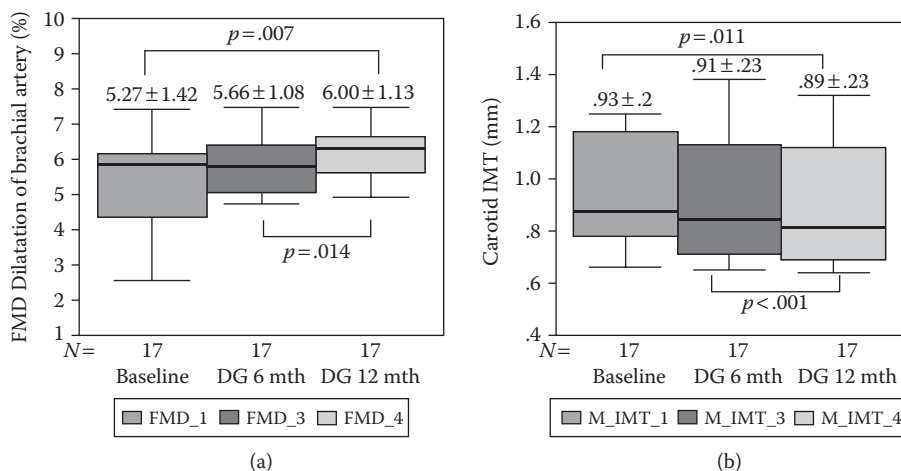 FMD Dilatation of brachial artery (%)
10
9
8
7
6
5
4
3
2
1
p=.007
5.27±1.42
5.66±1.08
6.00±1.13
p=.014
N=
17
17
17
Baseline
DG 6 mth
DG 12 mth
FMD_1
FMD_3
FMD_4
(a)
Carotid IMT (mm)
1.6
1.4
1.2
1.0
.8
.6
.4
p=.011
.93±.2
.91±.23
.89±.23
p<.001
N=
17
17
17
Baseline
DG 6 mth
DG 12 mth
M_IMT_1
M_IMT_3
M_IMT_4
(b)